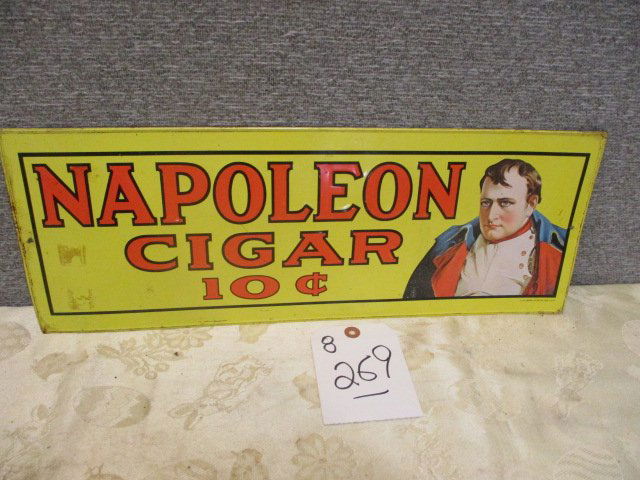 NAPOLEON
CIGAR
10 ¢
8
269